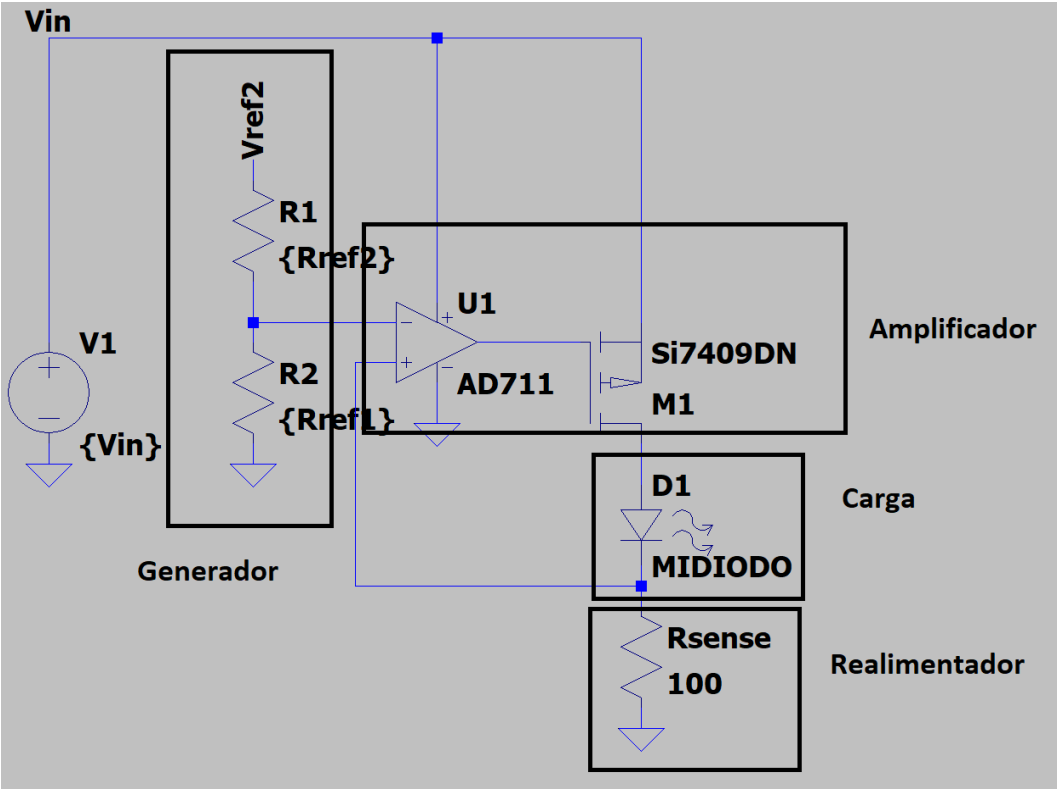 Vin
Vref2
R1
{Rref2}
U1
+
−
+
−
AD711
Si7409DN
M1
Amplificador
V1
+
−
{Vin}
R2
{Rref1}
Generador
D1
MIDIODO
Carga
Rsense
100
Realimentador